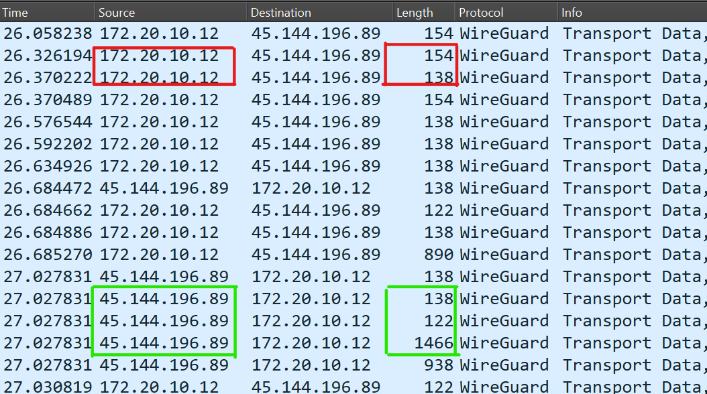 Time Source Destination Length Protocol Info
26.058238 172.20.10.12 45.144.196.89 154 WireGuard Transport Data,
26.326194 172.20.10.12 45.144.196.89 154 WireGuard Transport Data,
26.370222 172.20.10.12 45.144.196.89 138 WireGuard Transport Data,
26.370489 172.20.10.12 45.144.196.89 154 WireGuard Transport Data,
26.576544 172.20.10.12 45.144.196.89 138 WireGuard Transport Data,
26.592202 172.20.10.12 45.144.196.89 138 WireGuard Transport Data,
26.634926 172.20.10.12 45.144.196.89 138 WireGuard Transport Data,
26.684472 45.144.196.89 172.20.10.12 138 WireGuard Transport Data,
26.684662 172.20.10.12 45.144.196.89 122 WireGuard Transport Data,
26.684886 172.20.10.12 45.144.196.89 138 WireGuard Transport Data,
26.685270 172.20.10.12 45.144.196.89 890 WireGuard Transport Data,
27.027831 45.144.196.89 172.20.10.12 138 WireGuard Transport Data,
27.027831 45.144.196.89 172.20.10.12 138 WireGuard Transport Data,
27.027831 45.144.196.89 172.20.10.12 122 WireGuard Transport Data,
27.027831 45.144.196.89 172.20.10.12 1466 WireGuard Transport Data,
27.027831 45.144.196.89 172.20.10.12 938 WireGuard Transport Data,
27.030819 172.20.10.12 45.144.196.89 122 WireGuard Transport Data,